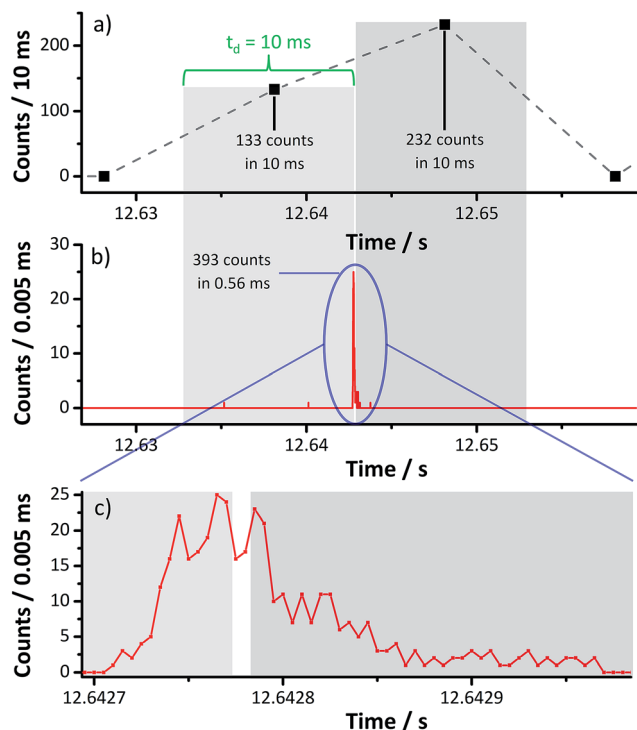 a)
t_d = 10 ms
Counts / 10 ms
200
100
0
133 counts
in 10 ms
232 counts
in 10 ms
12.63
12.64
12.65
Time / s
b)
Counts / 0.005 ms
30
25
20
15
10
5
0
393 counts
in 0.56 ms
12.63
12.64
12.65
Time / s
c)
Counts / 0.005 ms
25
20
15
10
5
0
12.6427
12.6428
12.6429
Time / s